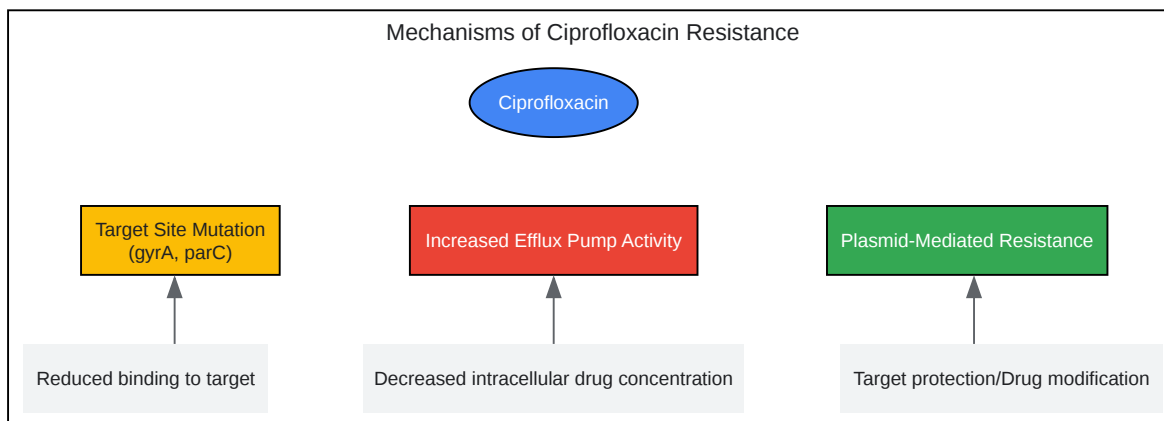 Mechanisms of Ciprofloxacin Resistance
Ciprofloxacin
Target Site Mutation
(gyrA, parC)
Increased Efflux Pump Activity
Plasmid-Mediated Resistance
Reduced binding to target
Decreased intracellular drug concentration
Target protection/Drug modification